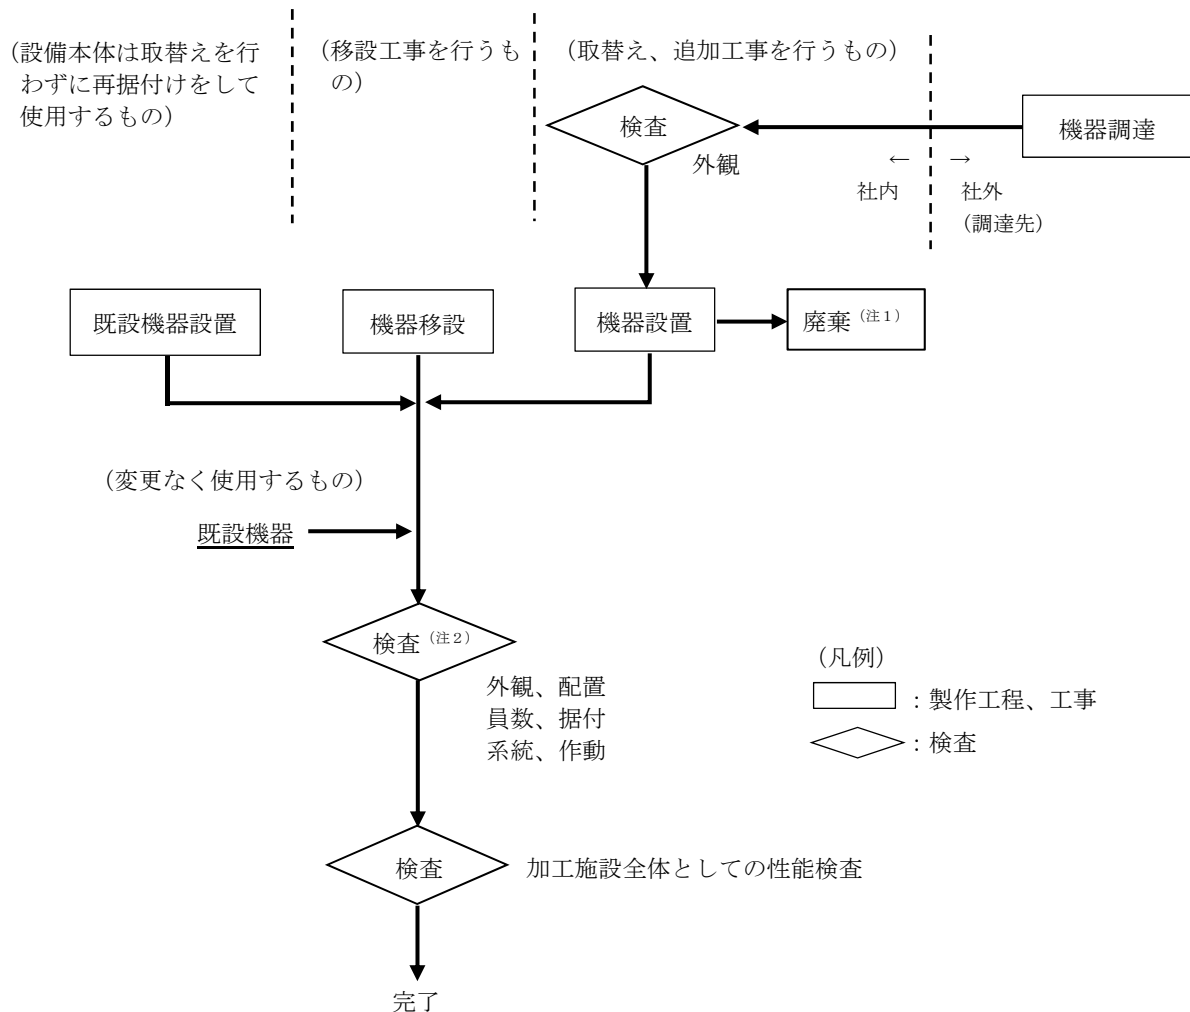 （設備本体は取替えを行
わずに再据付けをして
使用するもの）
（移設工事を行うも
の）
（取替え、追加工事を行うもの）
検査
外観
機器調達
← →
社内 社外
（調達先）
既設機器設置
機器移設
機器設置
廃棄（注１）
（変更なく使用するもの）
既設機器
検査（注２）
外観、配置
員数、据付
系統、作動
（凡例）
：製作工程、工事
：検査
検査
加工施設全体としての性能検査
完了